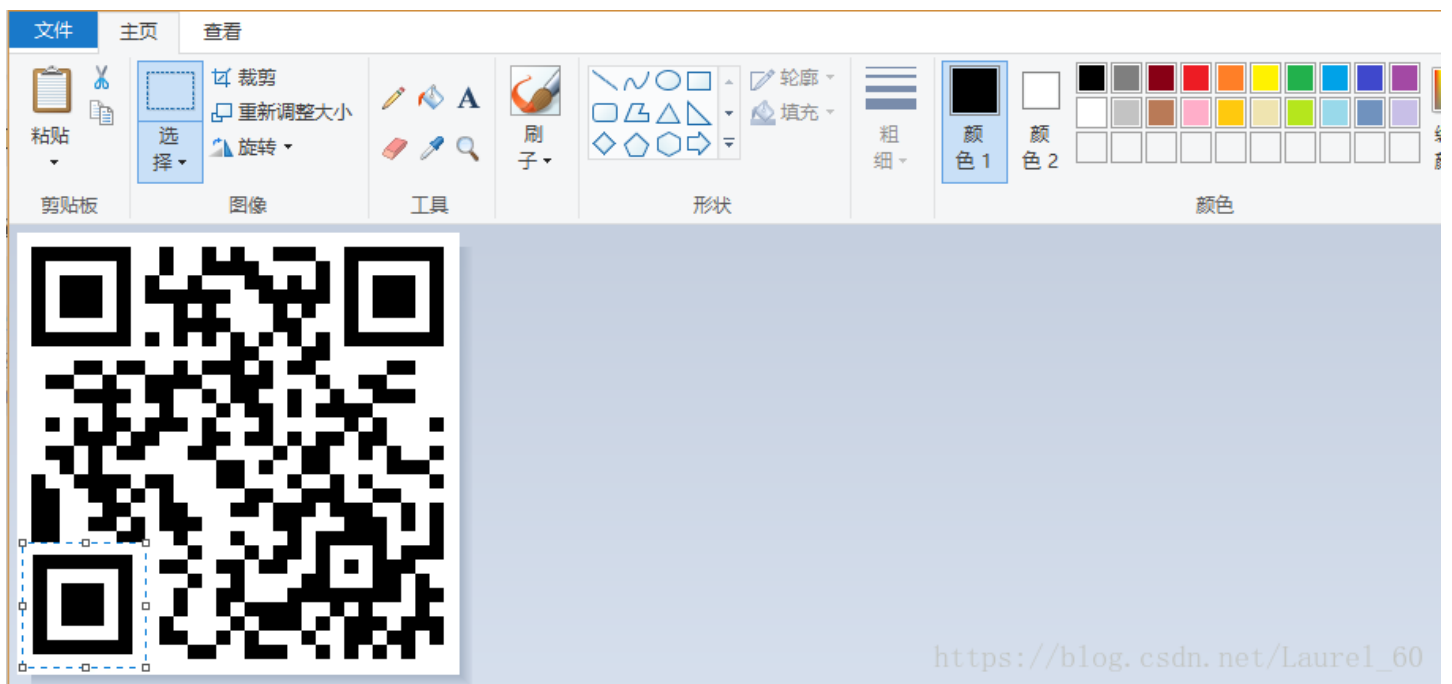 文件 主页 查看
裁剪
重新调整大小
旋转
粘贴
选择
A
刷子
轮廓
填充
粗细
颜色 1
颜色 2
剪贴板 图像 工具 形状 颜色
https://blog.csdn.net/Laurel_60